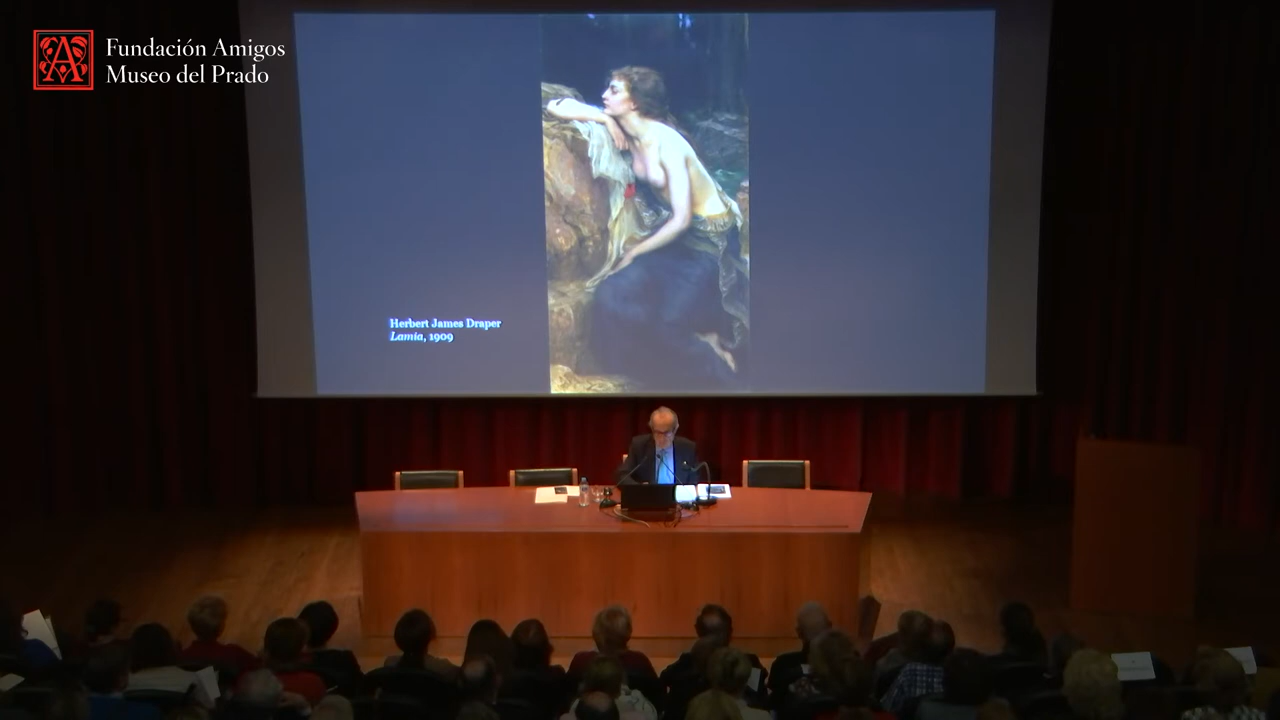 Fundación Amigos
Museo del Prado
Herbert James Draper
Lamia, 1909